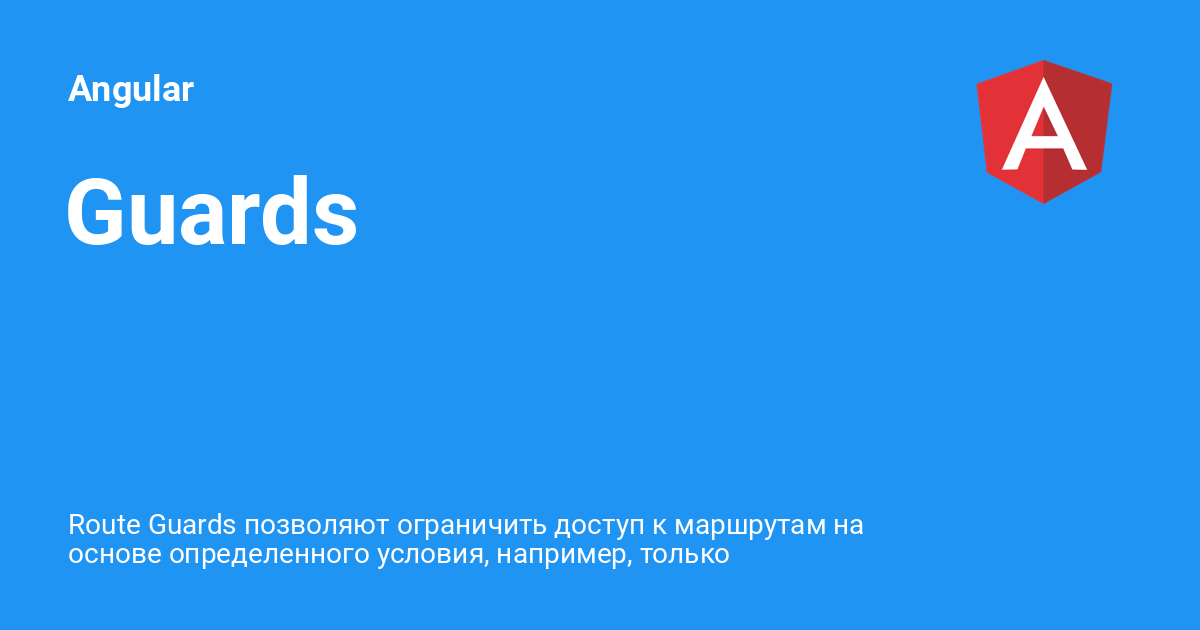 Angular
Guards
Route Guards позволяют ограничить доступ к маршрутам на
основе определенного условия, например, только